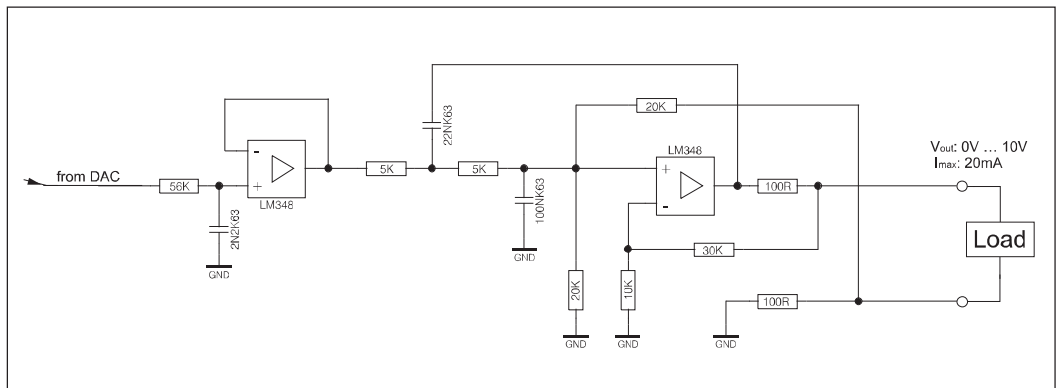 22NK63
20K
LM348
Vout: 0V ... 10V
Imax: 20mA
from DAC
56K
-
+
LM348
5K
5K
+
-
100R
2N2K63
100NK63
30K
Load
GND
GND
20K
10K
100R
GND
GND
GND